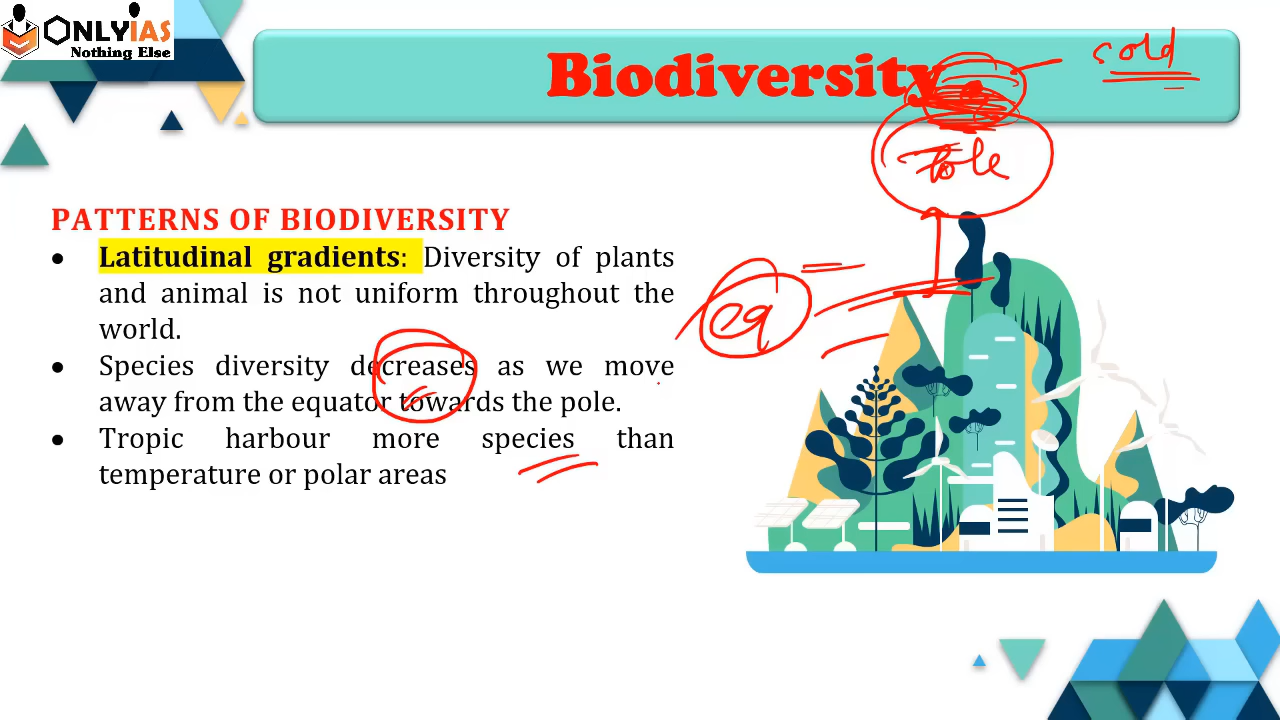 ONLYIAS
Nothing Else
Biodiversity
cold
Pole
PATTERNS OF BIODIVERSITY
Latitudinal gradients: Diversity of plants
and animal is not uniform throughout the
world.
eq
Species diversity decreases as we move
away from the equator towards the pole.
Tropic harbour more species than
temperature or polar areas